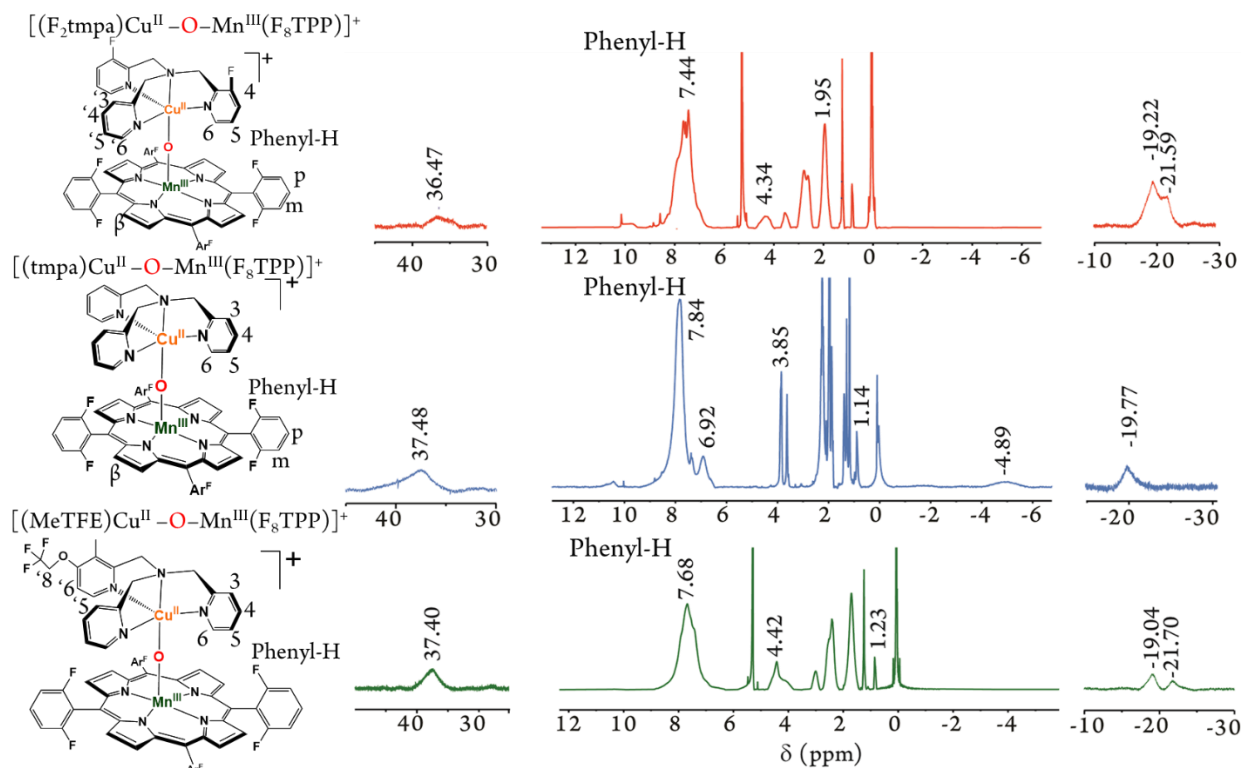 [(F₂tmpa)Cuᴵᴵ –O–Mnᴵᴵᴵ(F₈TPP)]⁺
F
N
+
N
F
4
'3
'4
Cuᴵᴵ
N
'5
'6
N
6
5
Phenyl-H
O
Arᶠ
F
F
N
N
Mnᴵᴵᴵ
p
N
N
m
F
F
β
Arᶠ
36.47
40
30
Phenyl-H
7.44
4.34
1.95
12
10
8
6
4
2
0
-2
-4
-6
-19.22
-21.59
-10
-20
-30
[(tmpa)Cuᴵᴵ –O–Mnᴵᴵᴵ(F₈TPP)]⁺
+
N
N
3
Cuᴵᴵ
N
4
N
6
5
O
Phenyl-H
Arᶠ
F
F
N
N
Mnᴵᴵᴵ
p
N
N
m
F
F
β
Arᶠ
37.48
40
30
Phenyl-H
7.84
6.92
3.85
1.14
-4.89
12
10
8
6
4
2
0
-2
-4
-6
-19.77
-20
-30
[(MeTFE)Cuᴵᴵ –O–Mnᴵᴵᴵ(F₈TPP)]⁺
F
F
O
F
'8
'6
N
N
+
3
'5
Cuᴵᴵ
N
4
N
6
5
O
Phenyl-H
Arᶠ
F
F
N
N
Mnᴵᴵᴵ
N
N
F
F
Arᶠ
37.40
40
30
Phenyl-H
7.68
4.42
1.23
12
10
8
6
4
2
0
-2
-4
-6
-19.04
-21.70
-10
-20
-30
δ (ppm)